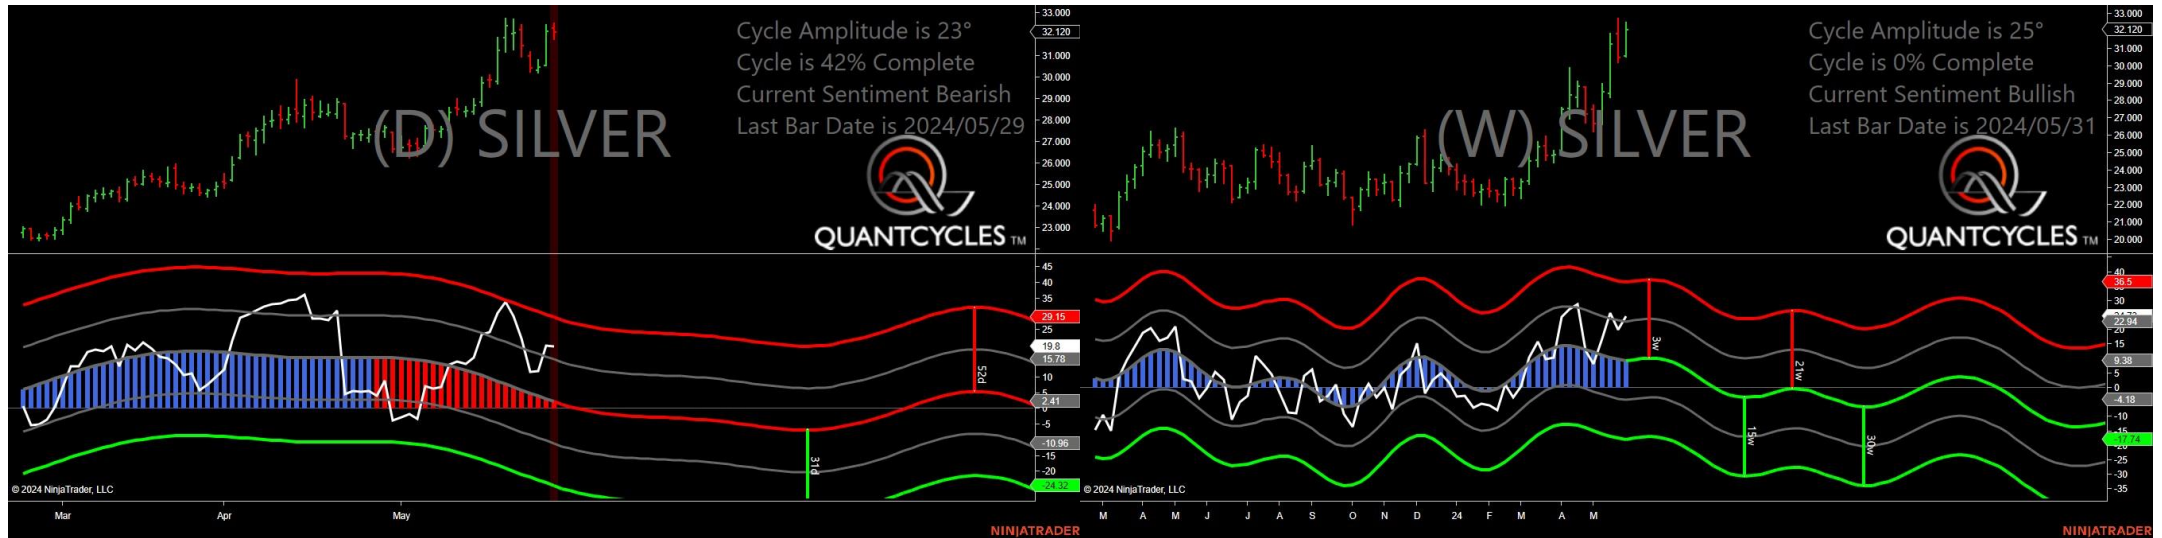 Cycle Amplitude is 23°
Cycle is 42% Complete
Current Sentiment Bearish
Last Bar Date is 2024/05/29
(D) SILVER
QUANTCYCLES TM
33.000
32.120
31.000
30.000
29.000
28.000
27.000
26.000
25.000
24.000
23.000
45
40
35
29.15
25
19.8
15.78
10
5
2.41
-5
-10.96
-15
-20
-24.32
52d
31d
© 2024 NinjaTrader, LLC
Mar
Apr
May
NINJATRADER
Cycle Amplitude is 25°
Cycle is 0% Complete
Current Sentiment Bullish
Last Bar Date is 2024/05/31
(W) SILVER
QUANTCYCLES TM
33.000
32.120
31.000
30.000
29.000
28.000
27.000
26.000
25.000
24.000
23.000
22.000
21.000
20.000
40
36.5
30
22.94
20
15
9.38
5
0
-4.18
-10
-17.74
-25
-30
-35
3w
21w
15w
30w
© 2024 NinjaTrader, LLC
M A M J J A S O N D 24 F M A M
NINJATRADER